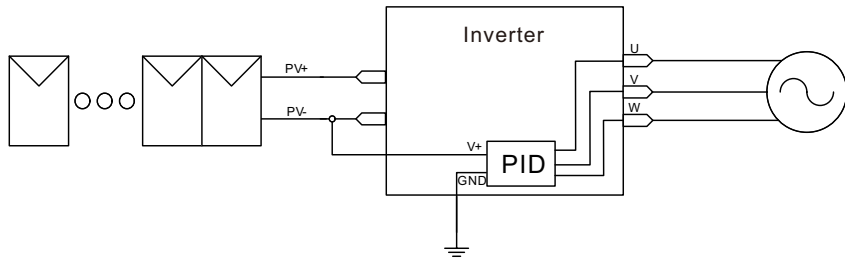 Inverter
PV+
PV-
V+
GND
PID
U
V
W